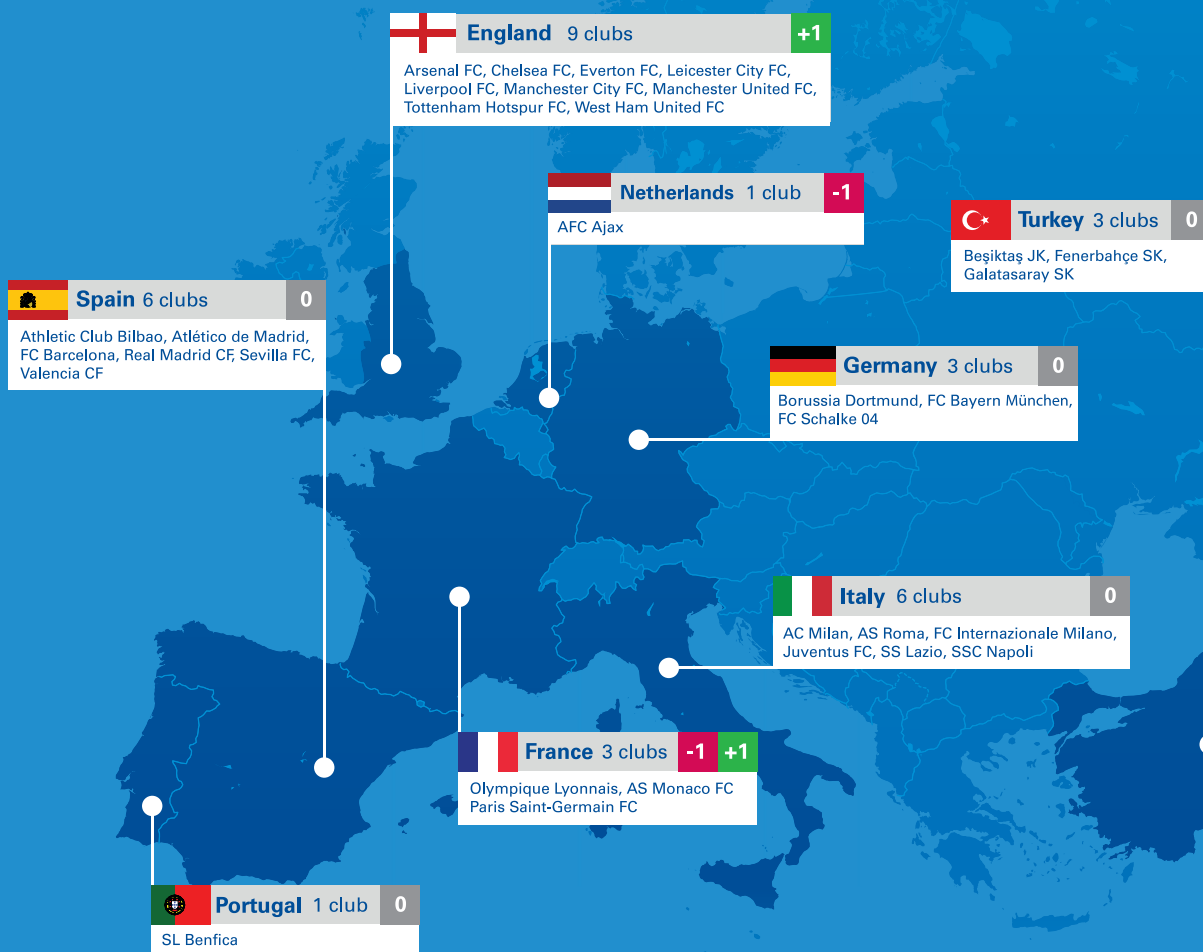 England 9 clubs +1
Arsenal FC, Chelsea FC, Everton FC, Leicester City FC,
Liverpool FC, Manchester City FC, Manchester United FC,
Tottenham Hotspur FC, West Ham United FC
Netherlands 1 club -1
AFC Ajax
Turkey 3 clubs 0
Beşiktaş JK, Fenerbahçe SK,
Galatasaray SK
Spain 6 clubs 0
Athletic Club Bilbao, Atlético de Madrid,
FC Barcelona, Real Madrid CF, Sevilla FC,
Valencia CF
Germany 3 clubs 0
Borussia Dortmund, FC Bayern München,
FC Schalke 04
Italy 6 clubs 0
AC Milan, AS Roma, FC Internazionale Milano,
Juventus FC, SS Lazio, SSC Napoli
France 3 clubs -1 +1
Olympique Lyonnais, AS Monaco FC
Paris Saint-Germain FC
Portugal 1 club 0
SL Benfica